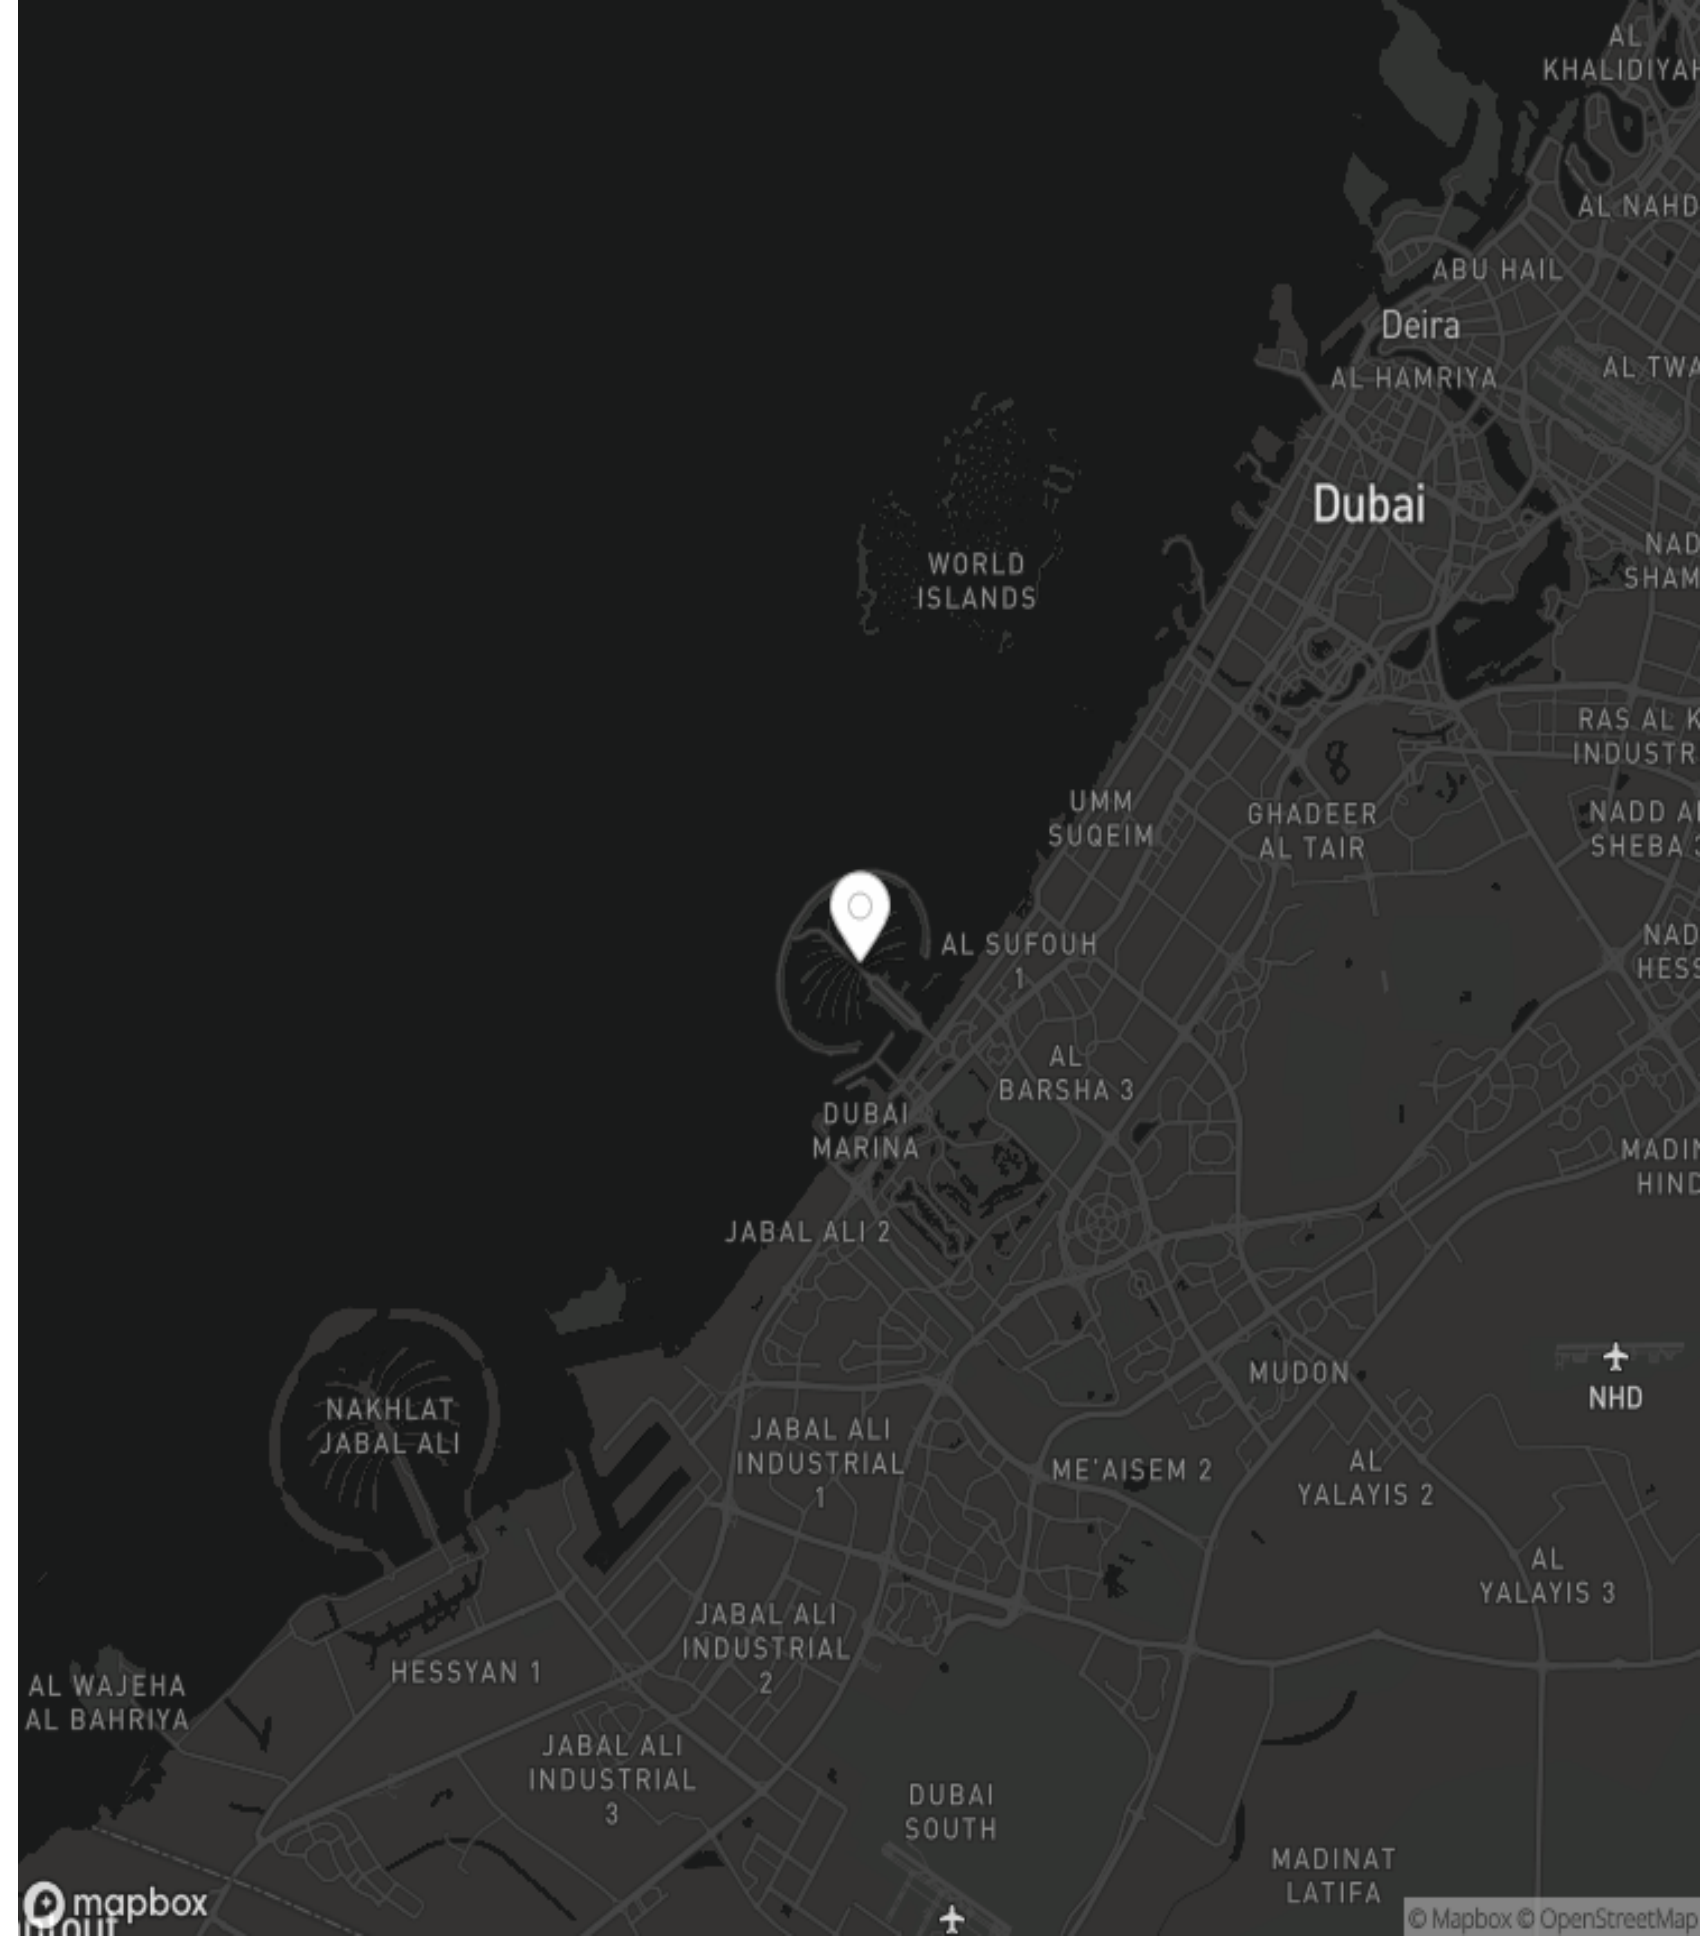 AL
KHALIDIYAH
AL NAHD
ABU HAIL
Deira
AL TWA
AL HAMRIYA
Dubai
NAD
SHAM
WORLD
ISLANDS
RAS AL K
INDUSTR
UMM
SUQEIM
GHADEER
AL TAIR
NADD A
SHEBA 3
AL SUFOUH
1
NAD
HESS
AL
BARSHA 3
DUBAI
MARINA
MADIN
HIND
JABAL ALI 2
NHD
MUDON
NAKHLAT
JABAL ALI
JABAL ALI
INDUSTRIAL
1
ME'AISEM 2
AL
YALAYIS 2
AL
YALAYIS 3
JABAL ALI
INDUSTRIAL
2
HESSYAN 1
AL WAJEHA
AL BAHRIYA
JABAL ALI
INDUSTRIAL
3
DUBAI
SOUTH
MADINAT
LATIFA
mapbox
© Mapbox © OpenStreetMap